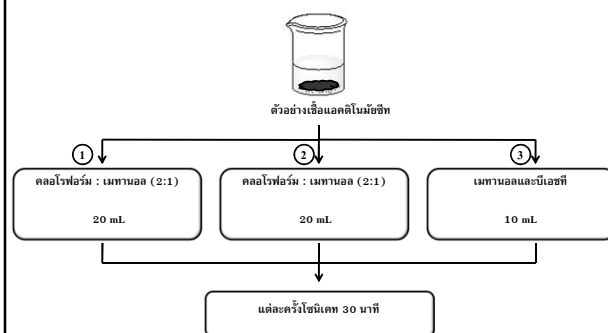 ตัวอย่างเชื้อแอคติโนมัยซีท
1
2
3
คลอโรฟอร์ม : เมทานอล (2:1)
20 mL
คลอโรฟอร์ม : เมทานอล (2:1)
20 mL
เมทานอลและบีเอชที
10 mL
แต่ละครั้งโซนิเคท 30 นาที